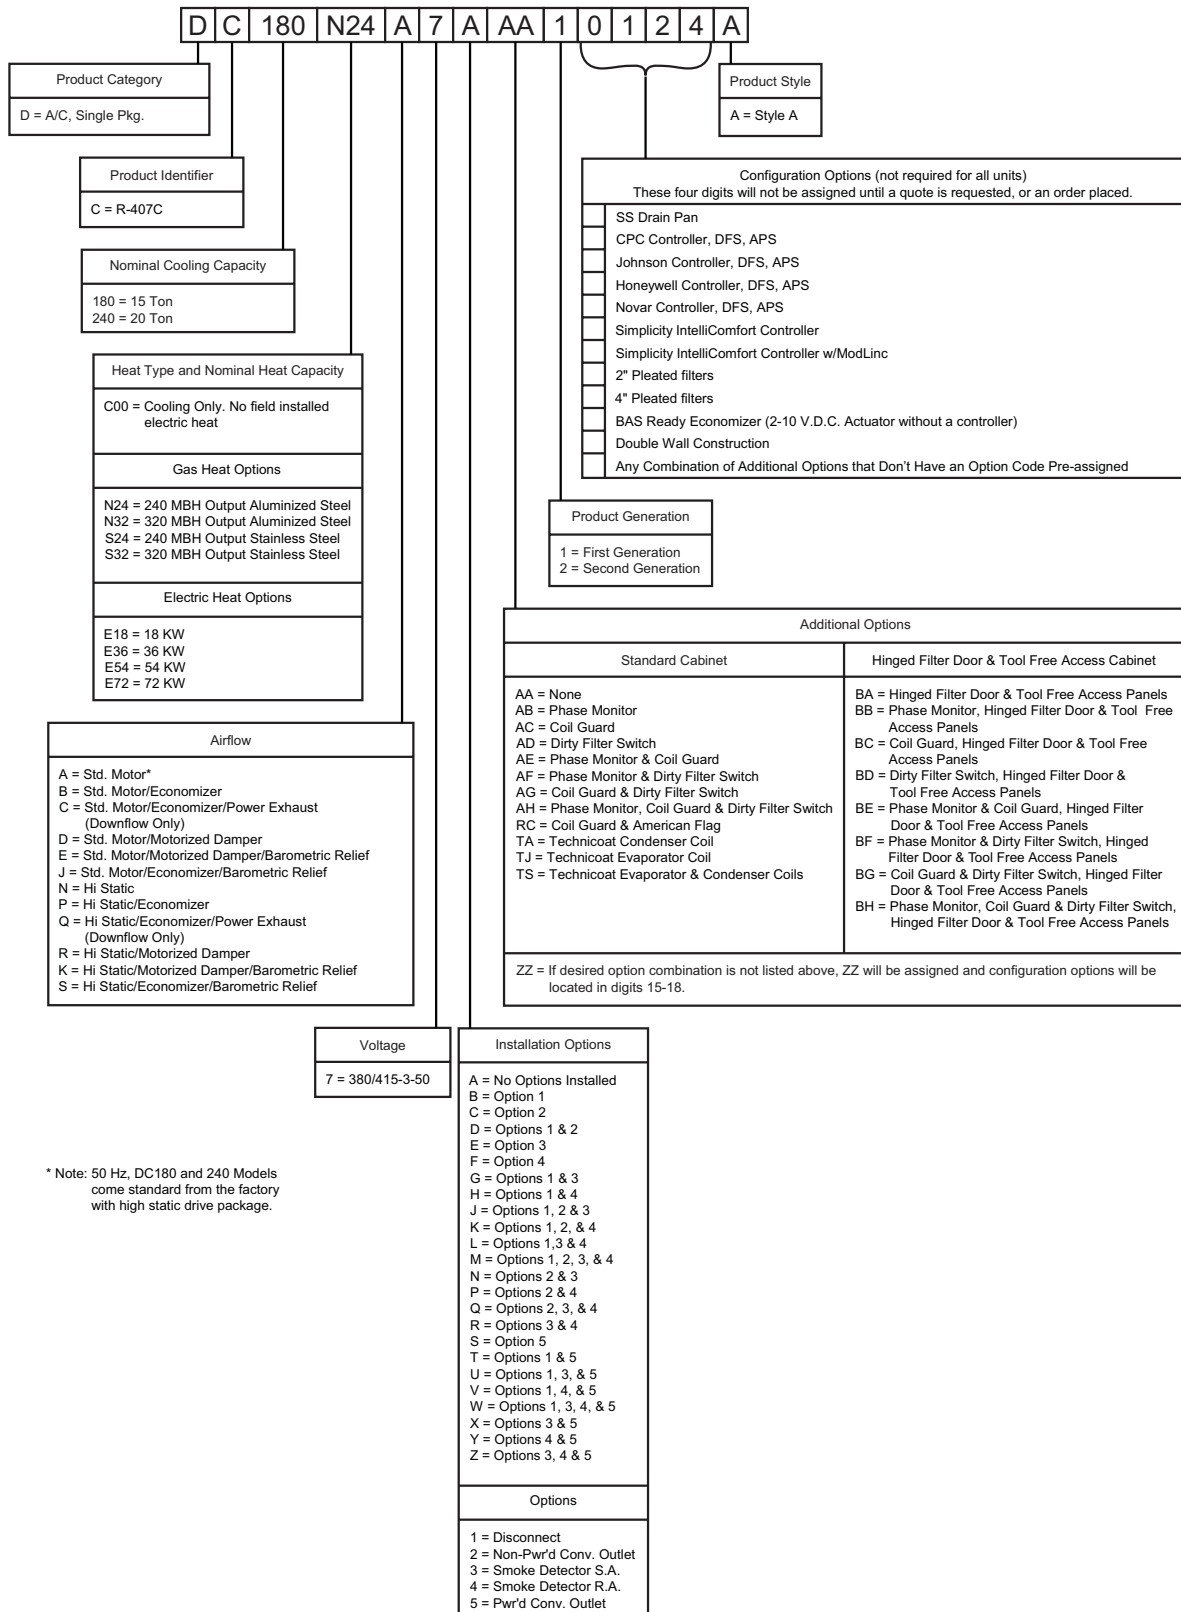 D C 180 N24 A 7 A AA 1 0 1 2 4 A
Product Category
D = A/C, Single Pkg.
Product Style
A = Style A
Product Identifier
C = R-407C
Nominal Cooling Capacity
180 = 15 Ton
240 = 20 Ton
Heat Type and Nominal Heat Capacity
C00 = Cooling Only. No field installed
electric heat
Gas Heat Options
N24 = 240 MBH Output Aluminized Steel
N32 = 320 MBH Output Aluminized Steel
S24 = 240 MBH Output Stainless Steel
S32 = 320 MBH Output Stainless Steel
Electric Heat Options
E18 = 18 KW
E36 = 36 KW
E54 = 54 KW
E72 = 72 KW
Configuration Options (not required for all units)
These four digits will not be assigned until a quote is requested, or an order placed.
SS Drain Pan
CPC Controller, DFS, APS
Johnson Controller, DFS, APS
Honeywell Controller, DFS, APS
Novar Controller, DFS, APS
Simplicity IntelliComfort Controller
Simplicity IntelliComfort Controller w/ModLinc
2" Pleated filters
4" Pleated filters
BAS Ready Economizer (2-10 V.D.C. Actuator without a controller)
Double Wall Construction
Any Combination of Additional Options that Don't Have an Option Code Pre-assigned
Product Generation
1 = First Generation
2 = Second Generation
Additional Options
Standard Cabinet
AA = None
AB = Phase Monitor
AC = Coil Guard
AD = Dirty Filter Switch
AE = Phase Monitor & Coil Guard
AF = Phase Monitor & Dirty Filter Switch
AG = Coil Guard & Dirty Filter Switch
AH = Phase Monitor, Coil Guard & Dirty Filter Switch
RC = Coil Guard & American Flag
TA = Technicoat Condenser Coil
TJ = Technicoat Evaporator Coil
TS = Technicoat Evaporator & Condenser Coils
Hinged Filter Door & Tool Free Access Cabinet
BA = Hinged Filter Door & Tool Free Access Panels
BB = Phase Monitor, Hinged Filter Door & Tool Free
Access Panels
BC = Coil Guard, Hinged Filter Door & Tool Free
Access Panels
BD = Dirty Filter Switch, Hinged Filter Door &
Tool Free Access Panels
BE = Phase Monitor & Coil Guard, Hinged Filter
Door & Tool Free Access Panels
BF = Phase Monitor & Dirty Filter Switch, Hinged
Filter Door & Tool Free Access Panels
BG = Coil Guard & Dirty Filter Switch, Hinged Filter
Door & Tool Free Access Panels
BH = Phase Monitor, Coil Guard & Dirty Filter Switch,
Hinged Filter Door & Tool Free Access Panels
ZZ = If desired option combination is not listed above, ZZ will be assigned and configuration options will be
located in digits 15-18.
Airflow
A = Std. Motor*
B = Std. Motor/Economizer
C = Std. Motor/Economizer/Power Exhaust
(Downflow Only)
D = Std. Motor/Motorized Damper
E = Std. Motor/Motorized Damper/Barometric Relief
J = Std. Motor/Economizer/Barometric Relief
N = Hi Static
P = Hi Static/Economizer
Q = Hi Static/Economizer/Power Exhaust
(Downflow Only)
R = Hi Static/Motorized Damper
K = Hi Static/Motorized Damper/Barometric Relief
S = Hi Static/Economizer/Barometric Relief
Voltage
7 = 380/415-3-50
Installation Options
A = No Options Installed
B = Option 1
C = Option 2
D = Options 1 & 2
E = Option 3
F = Option 4
G = Options 1 & 3
H = Options 1 & 4
J = Options 1, 2 & 3
K = Options 1, 2, & 4
L = Options 1,3 & 4
M = Options 1, 2, 3, & 4
N = Options 2 & 3
P = Options 2 & 4
Q = Options 2, 3, & 4
R = Options 3 & 4
S = Option 5
T = Options 1 & 5
U = Options 1, 3, & 5
V = Options 1, 4, & 5
W = Options 1, 3, 4, & 5
X = Options 3 & 5
Y = Options 4 & 5
Z = Options 3, 4 & 5
Options
1 = Disconnect
2 = Non-Pwr'd Conv. Outlet
3 = Smoke Detector S.A.
4 = Smoke Detector R.A.
5 = Pwr'd Conv. Outlet
* Note: 50 Hz, DC180 and 240 Models
come standard from the factory
with high static drive package.